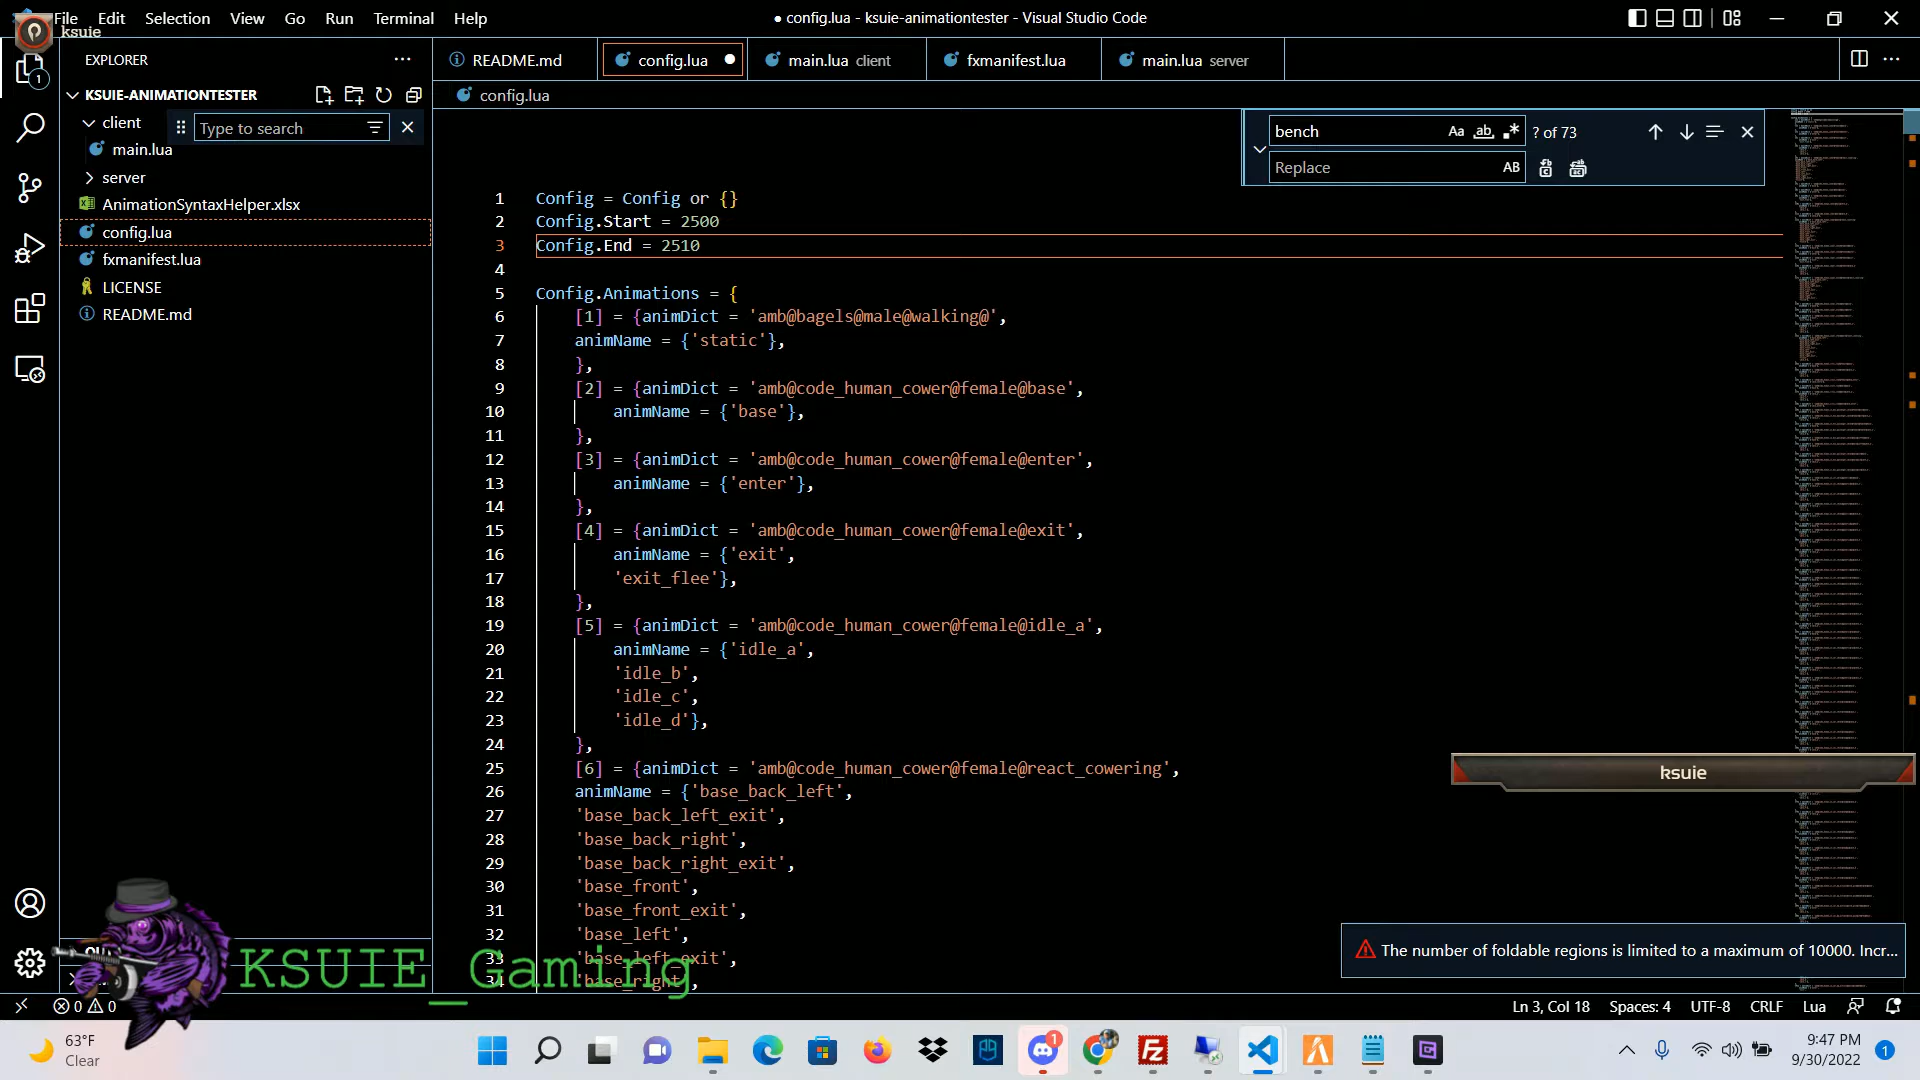 File Edit Selection View Go Run Terminal Help
● config.lua - ksuie-animationtester - Visual Studio Code
ksuie
EXPLORER
README.md
config.lua
main.lua client
fxmanifest.lua
main.lua server
KSUIE-ANIMATIONTESTER
config.lua
client
Type to search
main.lua
server
AnimationSyntaxHelper.xlsx
config.lua
fxmanifest.lua
LICENSE
README.md
bench
Aa ab .* ? of 73
Replace
AB
1 Config = Config or {}
2 Config.Start = 2500
3 Config.End = 2510
4
5 Config.Animations = {
6 [1] = {animDict = 'amb@bagels@male@walking@',
7 animName = {'static'},
8 },
9 [2] = {animDict = 'amb@code_human_cower@female@base',
10 animName = {'base'},
11 },
12 [3] = {animDict = 'amb@code_human_cower@female@enter',
13 animName = {'enter'},
14 },
15 [4] = {animDict = 'amb@code_human_cower@female@exit',
16 animName = {'exit',
17 'exit_flee'},
18 },
19 [5] = {animDict = 'amb@code_human_cower@female@idle_a',
20 animName = {'idle_a',
21 'idle_b',
22 'idle_c',
23 'idle_d'},
24 },
25 [6] = {animDict = 'amb@code_human_cower@female@react_cowering',
26 animName = {'base_back_left',
27 'base_back_left_exit',
28 'base_back_right',
29 'base_back_right_exit',
30 'base_front',
31 'base_front_exit',
32 'base_left',
33 'base_left_exit',
34 'base_right',
ksuie
The number of foldable regions is limited to a maximum of 10000. Incr...
KSUIE_Gaming
0 0
Ln 3, Col 18 Spaces: 4 UTF-8 CRLF Lua
63°F
Clear
9:47 PM
9/30/2022
1